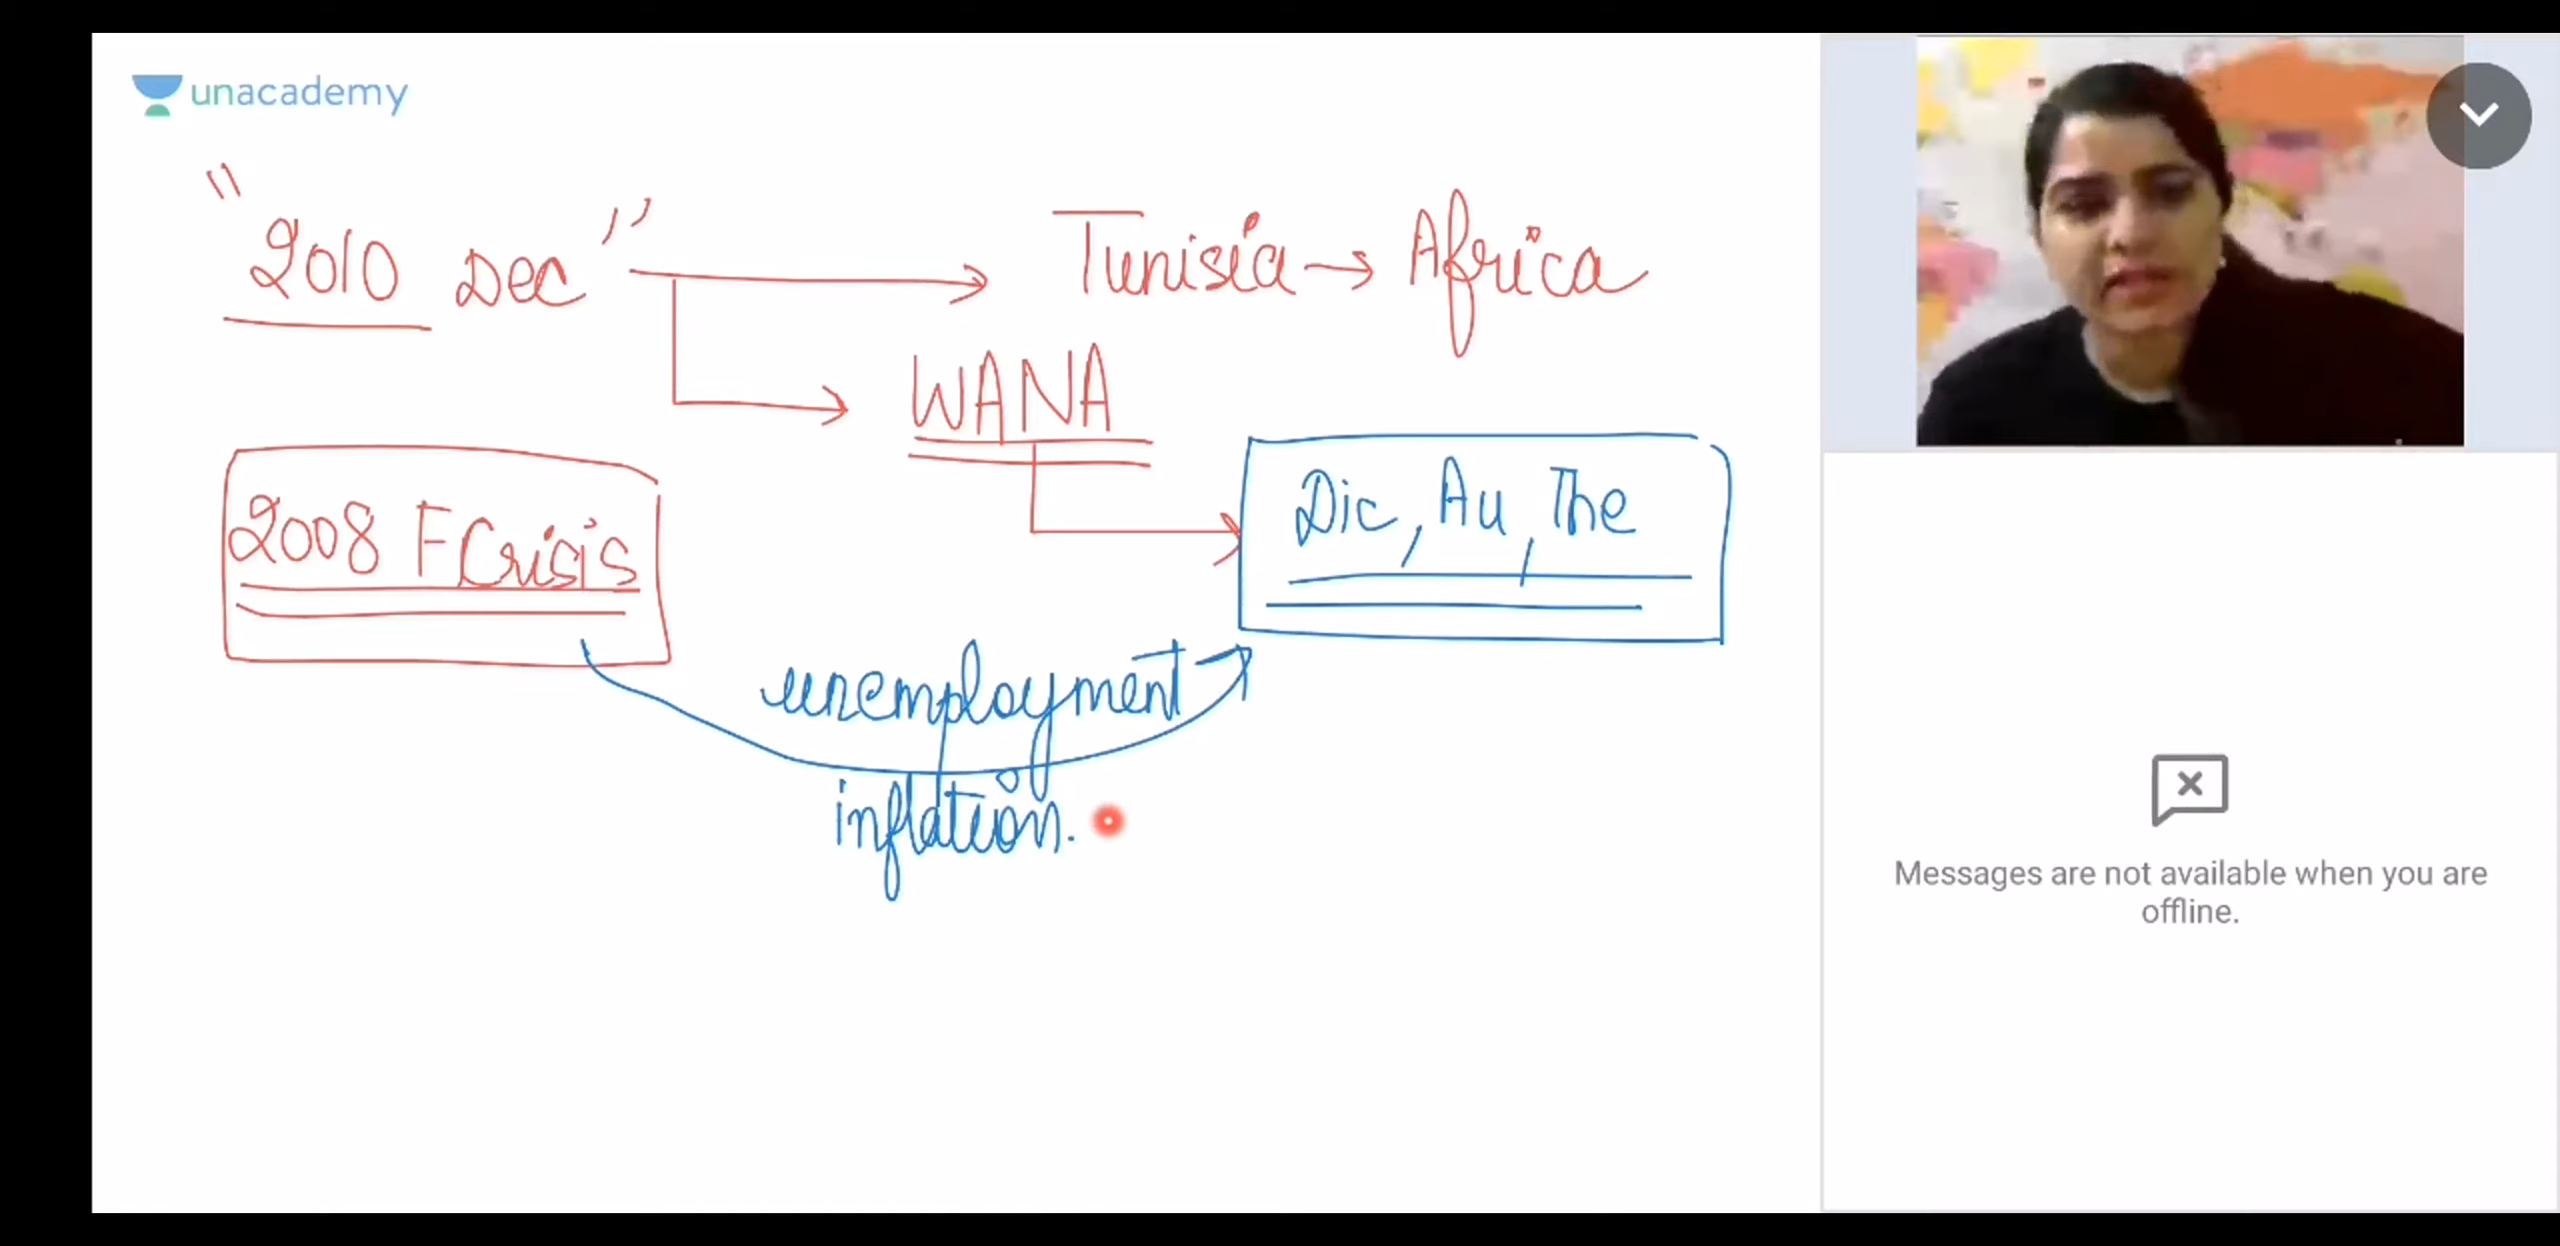 unacademy
"2010 Dec"
Tunisia → Africa
WANA
2008 F Crisis
Dic, Au, The
unemployment
inflation.
Messages are not available when you are
offline.